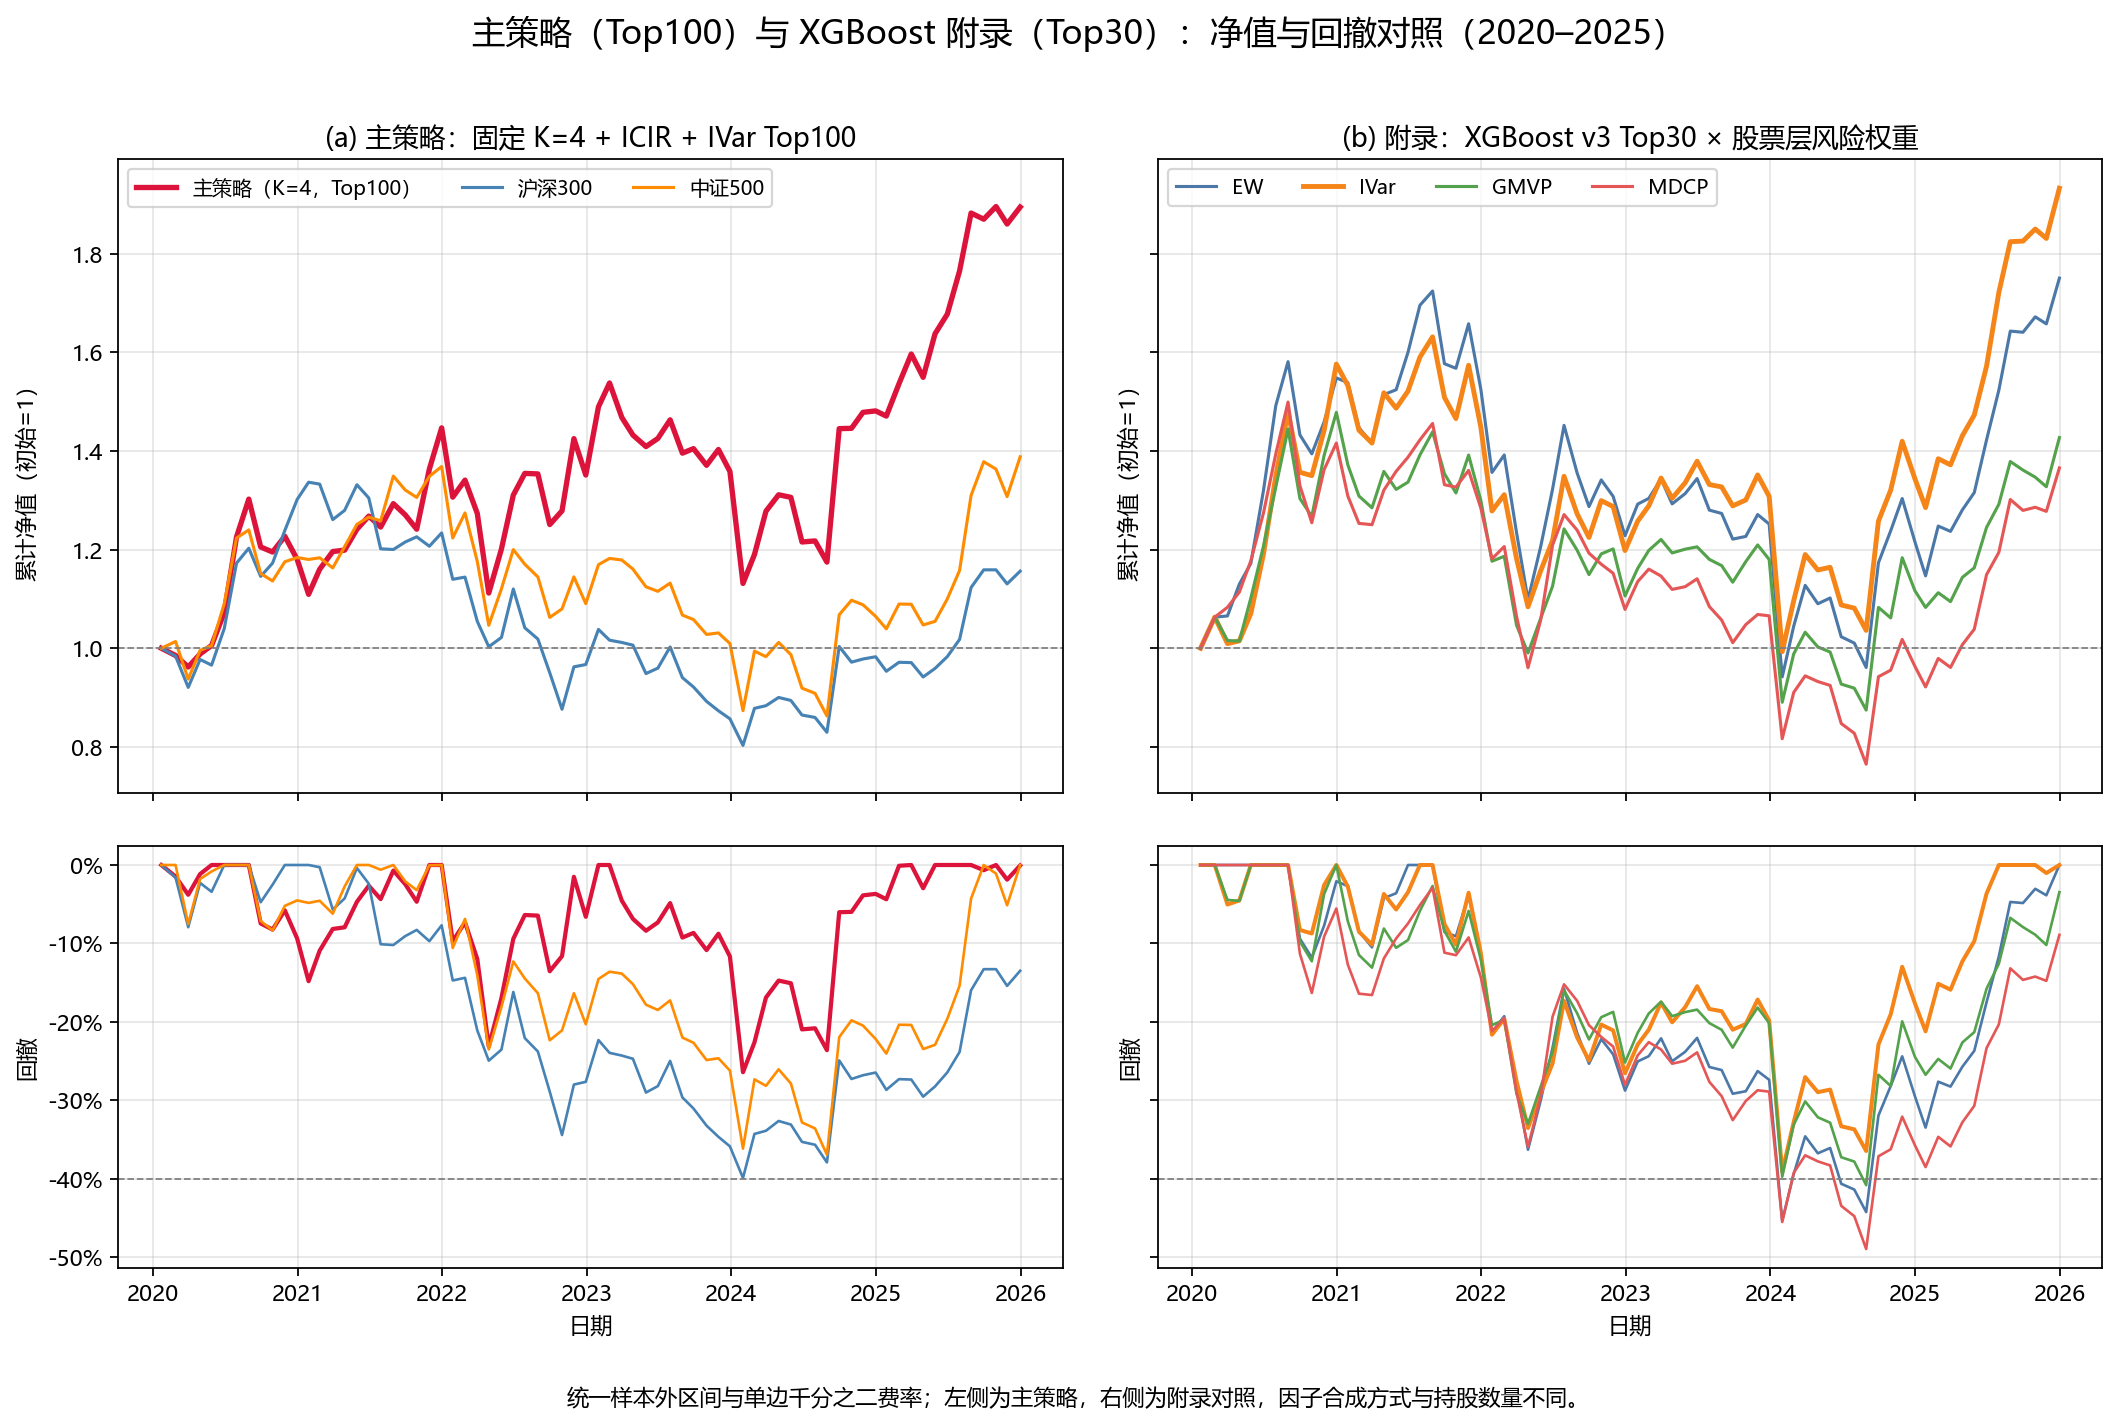 主策略（Top100）与 XGBoost 附录（Top30）：净值与回撤对照（2020–2025）
(a) 主策略：固定 K=4 + ICIR + IVar Top100
主策略（K=4，Top100） 沪深300 中证500
累计净值（初始=1）
1.8
1.6
1.4
1.2
1.0
0.8
(b) 附录：XGBoost v3 Top30 × 股票层风险权重
EW IVar GMVP MDCP
累计净值（初始=1）
回撤
0%
-10%
-20%
-30%
-40%
-50%
2020 2021 2022 2023 2024 2025 2026
日期
回撤
2020 2021 2022 2023 2024 2025 2026
日期
统一样本外区间与单边千分之二费率；左侧为主策略，右侧为附录对照，因子合成方式与持股数量不同。